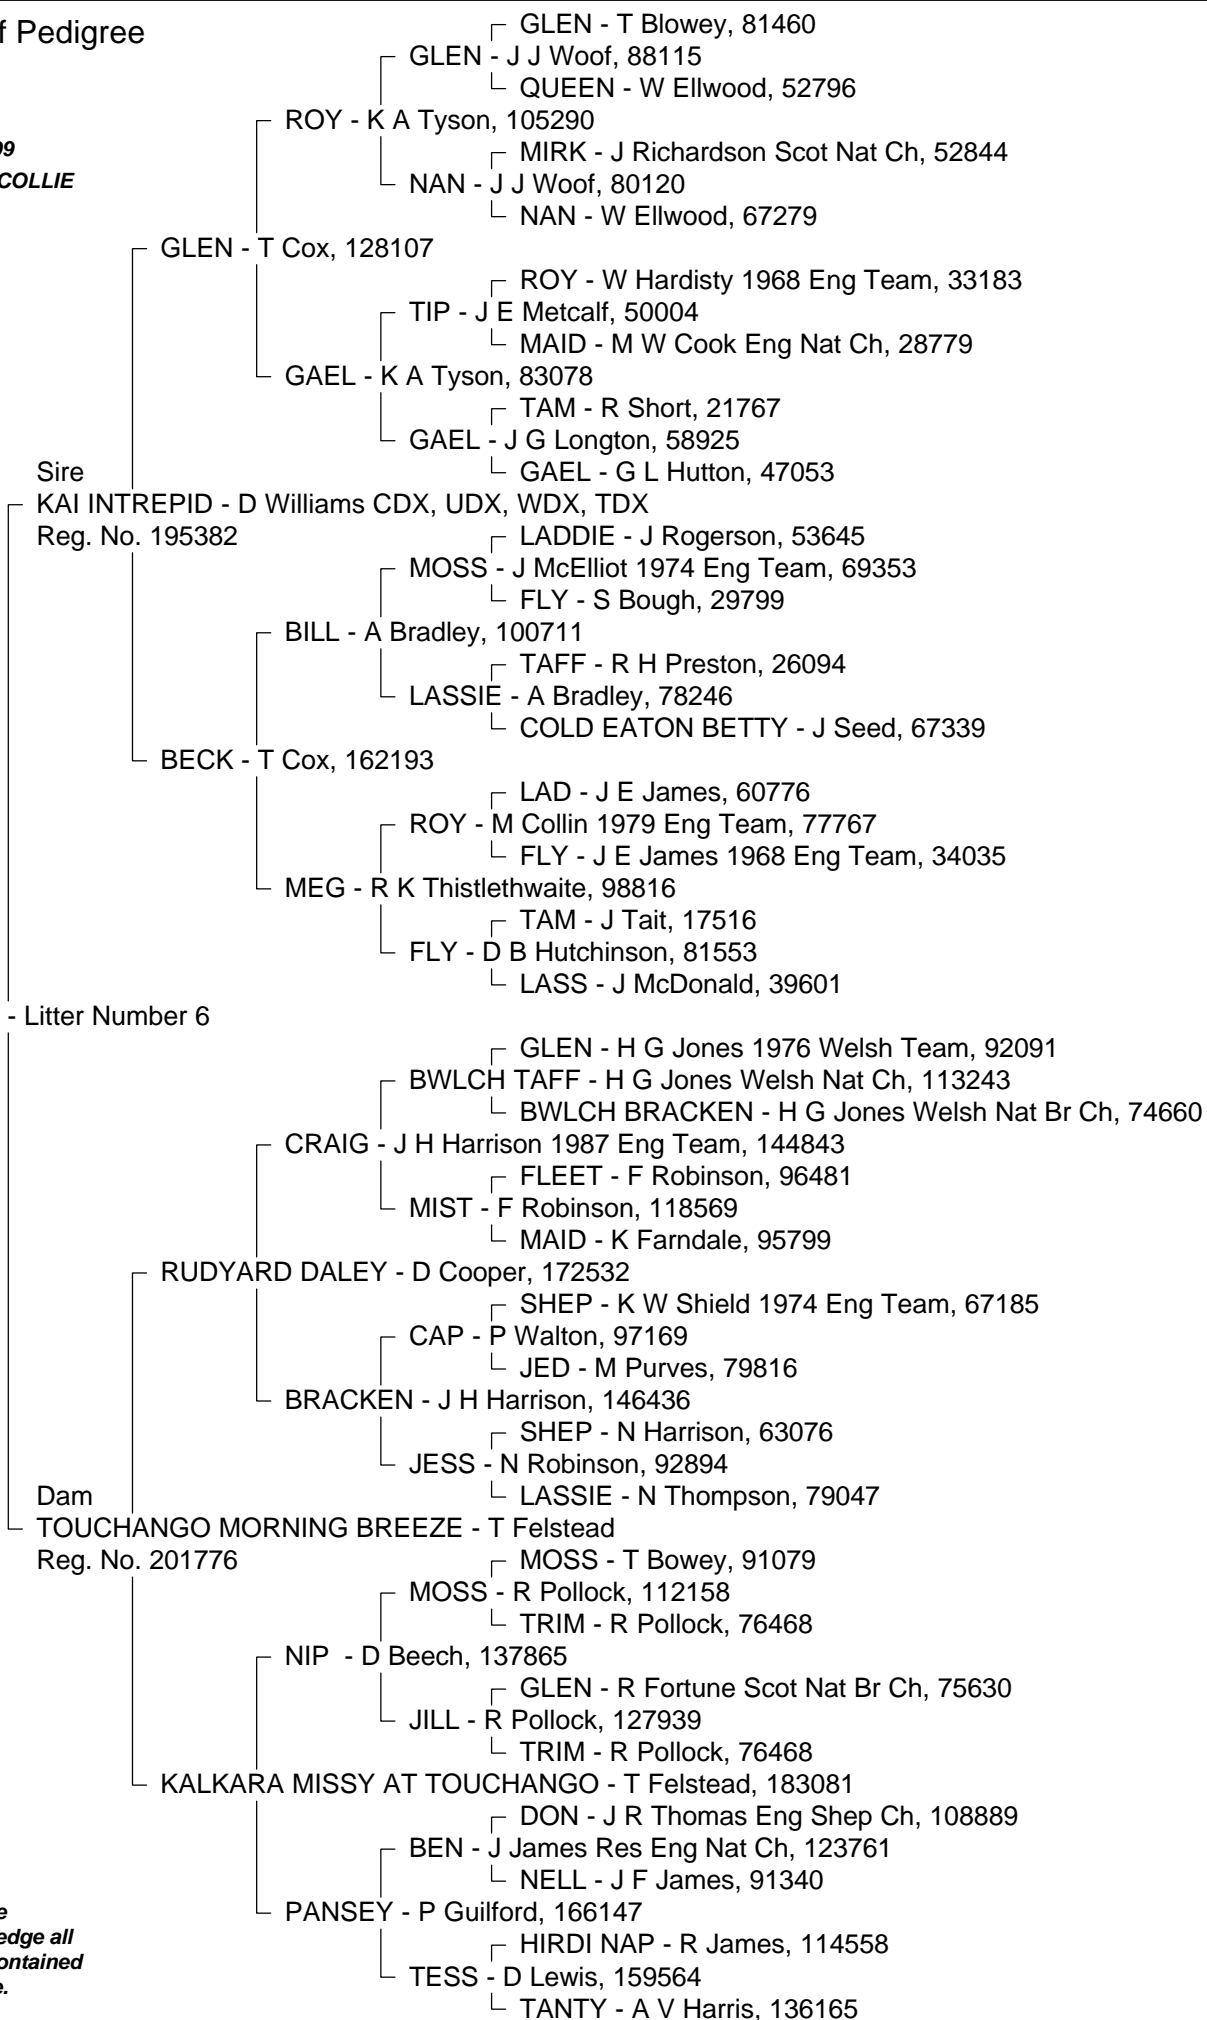 f Pedigree
GLEN - T Blowey, 81460
GLEN - J J Woof, 88115
QUEEN - W Ellwood, 52796
ROY - K A Tyson, 105290
99
MIRK - J Richardson Scot Nat Ch, 52844
COLLIE
NAN - J J Woof, 80120
NAN - W Ellwood, 67279
GLEN - T Cox, 128107
ROY - W Hardisty 1968 Eng Team, 33183
TIP - J E Metcalf, 50004
MAID - M W Cook Eng Nat Ch, 28779
GAEL - K A Tyson, 83078
TAM - R Short, 21767
GAEL - J G Longton, 58925
Sire
GAEL - G L Hutton, 47053
KAI INTREPID - D Williams CDX, UDX, WDX, TDX
Reg. No. 195382
LADDIE - J Rogerson, 53645
MOSS - J McElliot 1974 Eng Team, 69353
FLY - S Bough, 29799
BILL - A Bradley, 100711
TAFF - R H Preston, 26094
LASSIE - A Bradley, 78246
COLD EATON BETTY - J Seed, 67339
BECK - T Cox, 162193
LAD - J E James, 60776
ROY - M Collin 1979 Eng Team, 77767
FLY - J E James 1968 Eng Team, 34035
MEG - R K Thistlethwaite, 98816
TAM - J Tait, 17516
FLY - D B Hutchinson, 81553
LASS - J McDonald, 39601
- Litter Number 6
GLEN - H G Jones 1976 Welsh Team, 92091
BWLCH TAFF - H G Jones Welsh Nat Ch, 113243
BWLCH BRACKEN - H G Jones Welsh Nat Br Ch, 74660
CRAIG - J H Harrison 1987 Eng Team, 144843
FLEET - F Robinson, 96481
MIST - F Robinson, 118569
MAID - K Farndale, 95799
RUDYARD DALEY - D Cooper, 172532
SHEP - K W Shield 1974 Eng Team, 67185
CAP - P Walton, 97169
JED - M Purves, 79816
BRACKEN - J H Harrison, 146436
SHEP - N Harrison, 63076
JESS - N Robinson, 92894
Dam
LASSIE - N Thompson, 79047
TOUCHANGO MORNING BREEZE - T Felstead
Reg. No. 201776
MOSS - T Bowey, 91079
MOSS - R Pollock, 112158
TRIM - R Pollock, 76468
NIP - D Beech, 137865
GLEN - R Fortune Scot Nat Br Ch, 75630
JILL - R Pollock, 127939
TRIM - R Pollock, 76468
KALKARA MISSY AT TOUCHANGO - T Felstead, 183081
DON - J R Thomas Eng Shep Ch, 108889
BEN - J James Res Eng Nat Ch, 123761
NELL - J F James, 91340
e
PANSEY - P Guilford, 166147
edge all
HIRDI NAP - R James, 114558
ontained
TESS - D Lewis, 159564
e.
TANTY - A V Harris, 136165